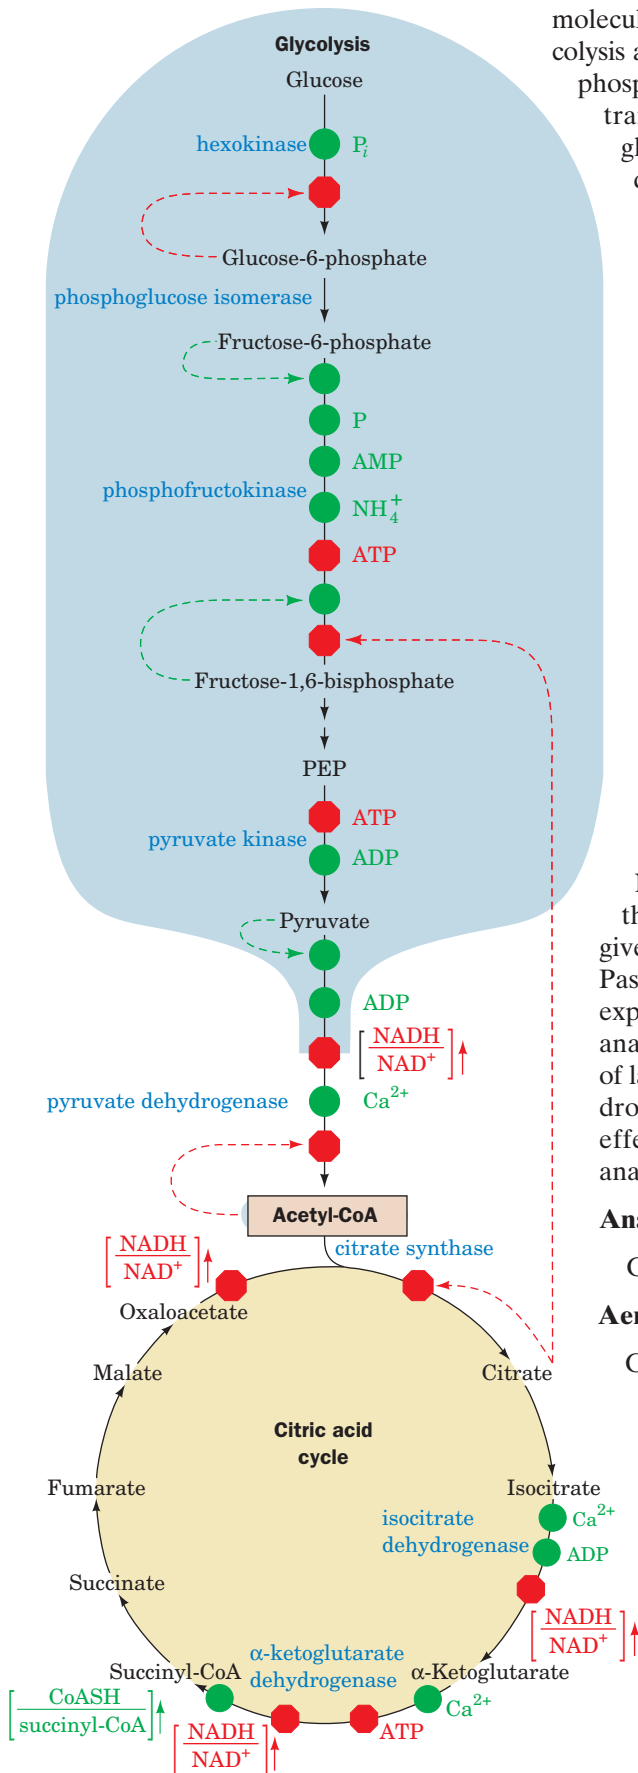 molecul
colysis a
phosp
tra
gl
c
Glycolysis
Glucose
hexokinase
P_i
Glucose-6-phosphate
phosphoglucose isomerase
Fructose-6-phosphate
P
AMP
phosphofructokinase
NH₄⁺
ATP
Fructose-1,6-bisphosphate
PEP
ATP
pyruvate kinase
ADP
Pyruvate
ADP
[NADH
NAD⁺]
pyruvate dehydrogenase
Ca²⁺
Acetyl-CoA
citrate synthase
[NADH
NAD⁺]
Oxaloacetate
Malate
Citrate
Citric acid
cycle
Fumarate
Isocitrate
isocitrate
dehydrogenase
Ca²⁺
ADP
Succinate
[NADH
NAD⁺]
α-ketoglutarate
dehydrogenase
Succinyl-CoA
α-Ketoglutarate
Ca²⁺
[CoASH
succinyl-CoA]
[NADH
NAD⁺]
ATP
th
give
Pas
exp
ana
of la
dro
effe
ana
Ana
Aer